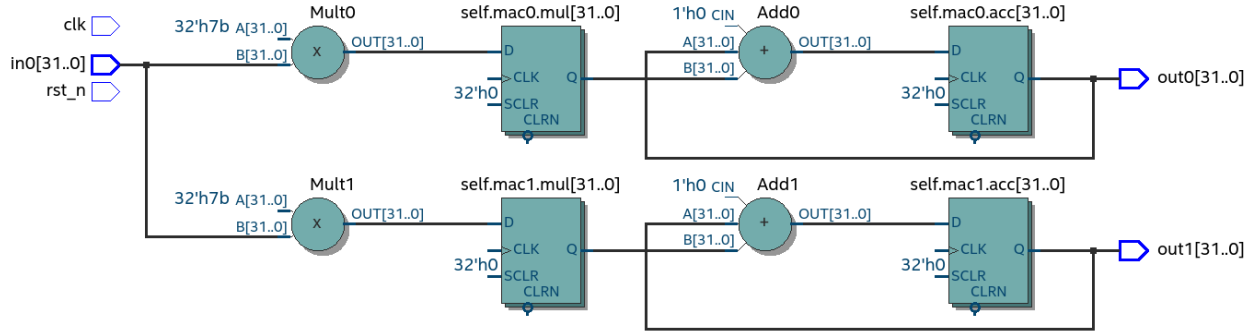 clk
in0[31..0]
rst_n
32'h7b A[31..0]
B[31..0]
Mult0
x
OUT[31..0]
self.mac0.mul[31..0]
D
CLK
Q
32'h0 SCLR
CLRN
1'h0 CIN
A[31..0]
B[31..0]
Add0
+
OUT[31..0]
self.mac0.acc[31..0]
D
CLK
Q
32'h0 SCLR
CLRN
out0[31..0]
32'h7b A[31..0]
B[31..0]
Mult1
x
OUT[31..0]
self.mac1.mul[31..0]
D
CLK
Q
32'h0 SCLR
CLRN
1'h0 CIN
A[31..0]
B[31..0]
Add1
+
OUT[31..0]
self.mac1.acc[31..0]
D
CLK
Q
32'h0 SCLR
CLRN
out1[31..0]